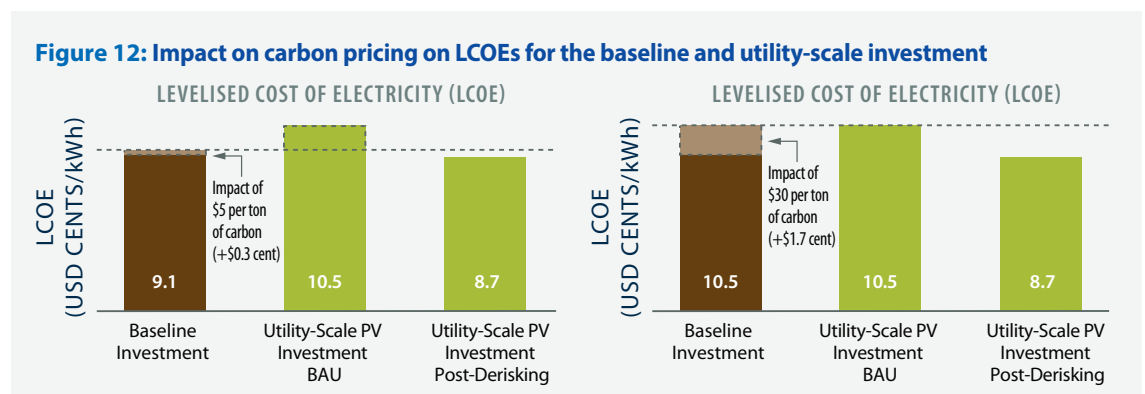 Figure 12: Impact on carbon pricing on LCOEs for the baseline and utility-scale investment
LEVELISED COST OF ELECTRICITY (LCOE)
LCOE
(USD CENTS/kWh)
Impact of
$5 per ton
of carbon
(+$0.3 cent)
9.1
10.5
8.7
Baseline
Investment
Utility-Scale PV
Investment
BAU
Utility-Scale PV
Investment
Post-Derisking
LEVELISED COST OF ELECTRICITY (LCOE)
LCOE
(USD CENTS/kWh)
Impact of
$30 per ton
of carbon
(+$1.7 cent)
10.5
10.5
8.7
Baseline
Investment
Utility-Scale PV
Investment
BAU
Utility-Scale PV
Investment
Post-Derisking